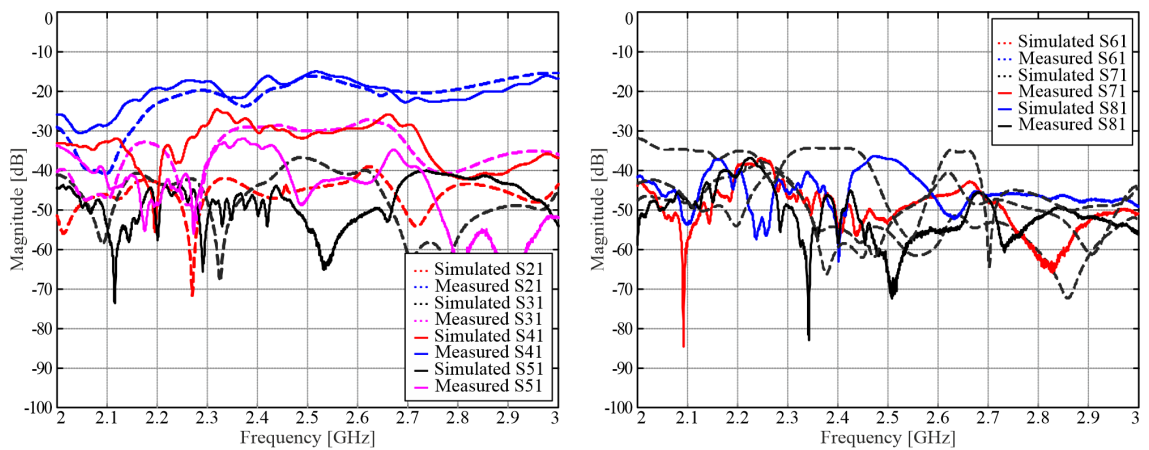 0
-10
-20
-30
-40
-50
-60
-70
-80
-90
-100
Magnitude [dB]
2
2.1
2.2
2.3
2.4
2.5
2.6
2.7
2.8
2.9
3
Frequency [GHz]
Simulated S21
Measured S21
Simulated S31
Measured S31
Simulated S41
Measured S41
Simulated S51
Measured S51
0
-10
-20
-30
-40
-50
-60
-70
-80
-90
-100
Magnitude [dB]
2
2.1
2.2
2.3
2.4
2.5
2.6
2.7
2.8
2.9
3
Frequency [GHz]
Simulated S61
Measured S61
Simulated S71
Measured S71
Simulated S81
Measured S81